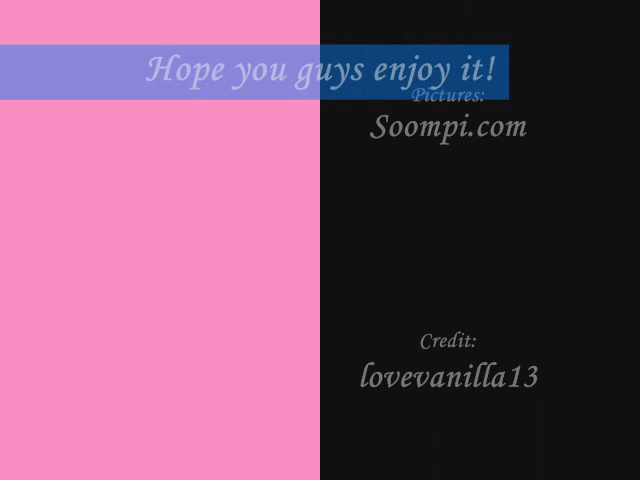 Hope you guys enjoy it!
Pictures:
Soompi.com
Credit:
lovevanilla13